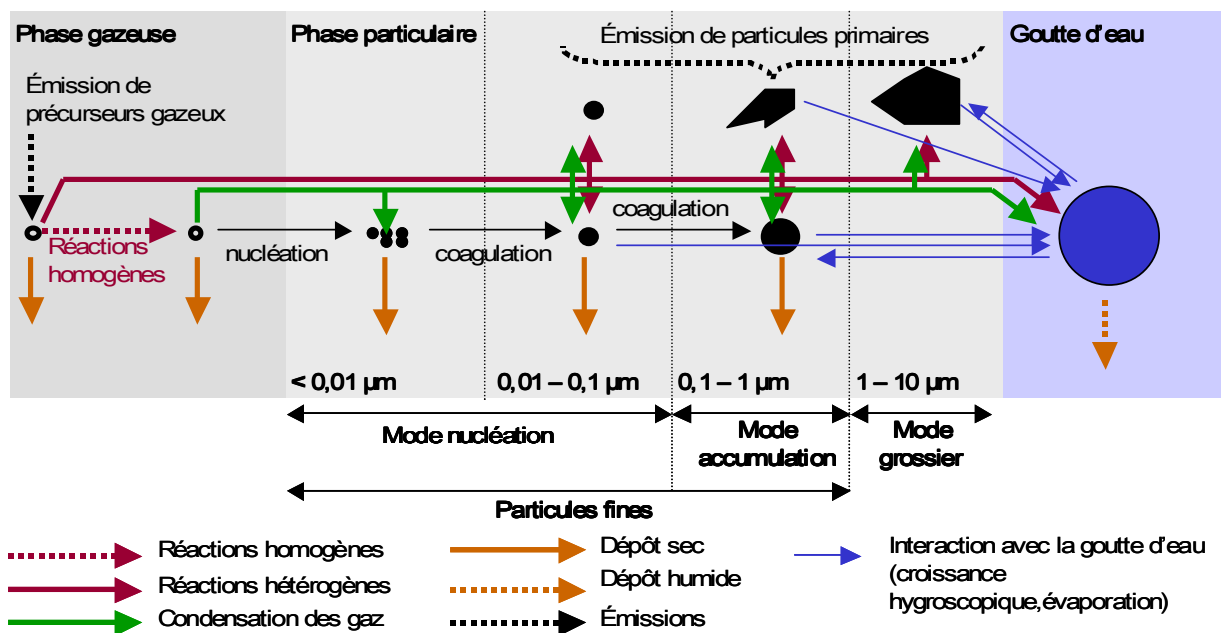 Phase gazeuse
Phase particulaire
Émission de particules primaires
Goutte d'eau
Émission de
précurseurs gazeux
coagulation
Réactions
homogènes
nucléation
coagulation
< 0,01 µm
0,01 – 0,1 µm
0,1 – 1 µm
1 – 10 µm
Mode nucléation
Mode
accumulation
Mode
grossier
Particules fines
Réactions homogènes
Réactions hétérogènes
Condensation des gaz
Dépôt sec
Dépôt humide
Émissions
Interaction avec la goutte d'eau
(croissance
hygroscopique,évaporation)